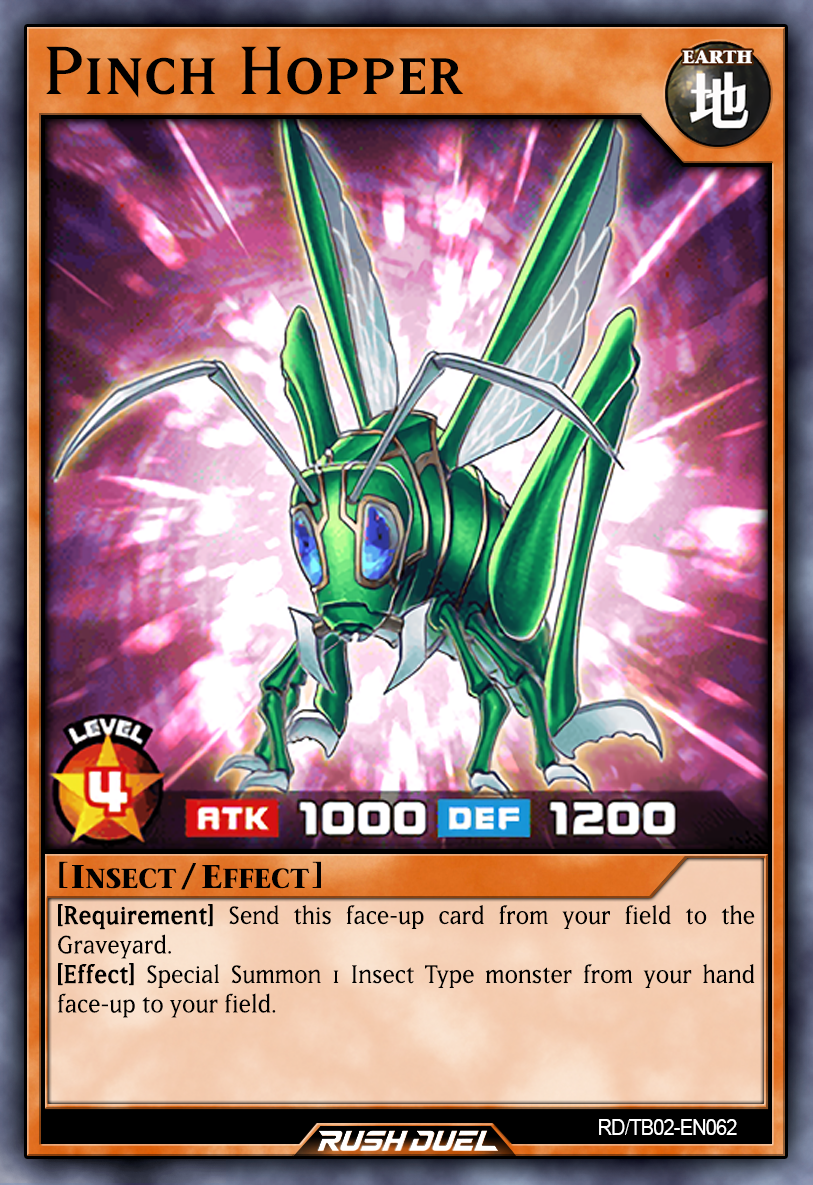 Pinch Hopper
EARTH
地
LEVEL
4
ATK 1000 DEF 1200
[Insect / Effect]
[Requirement] Send this face-up card from your field to the
Graveyard.
[Effect] Special Summon 1 Insect Type monster from your hand
face-up to your field.
RD/TB02-EN062
RUSH DUEL